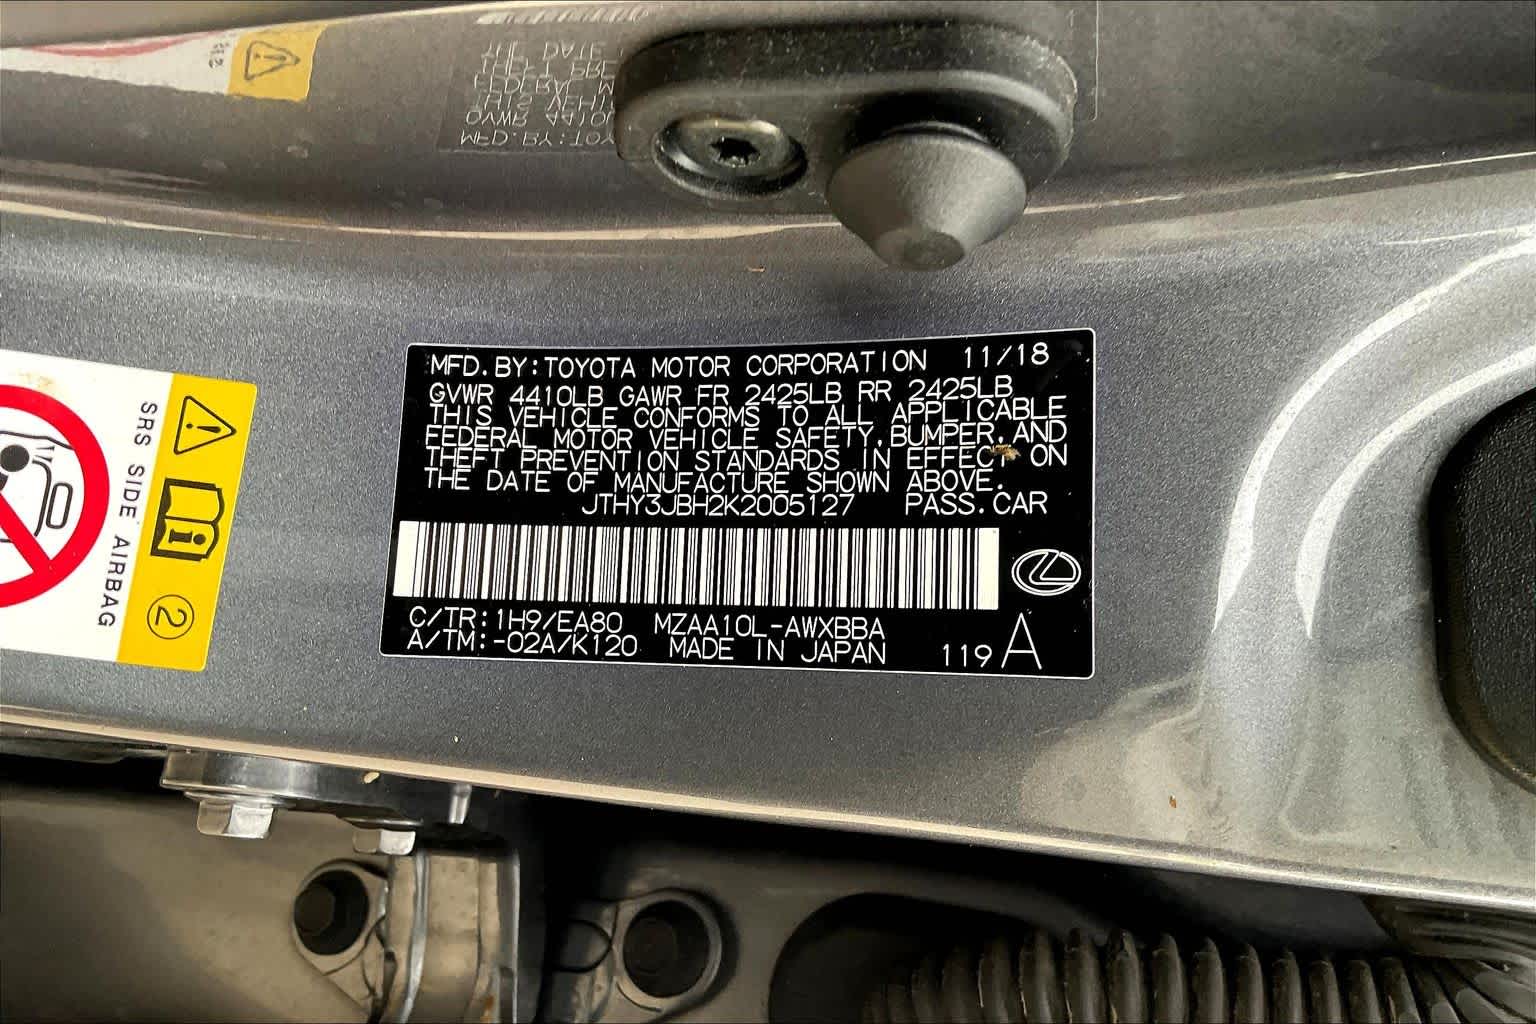 MFD.BY:TOYOTA MOTOR CORPORATION 11/18
GVWR 4410LB GAWR FR 2425LB RR 2425LB
THIS VEHICLE CONFORMS TO ALL APPLICABLE
FEDERAL MOTOR VEHICLE SAFETY,BUMPER,AND
THEFT PREVENTION STANDARDS IN EFFECT ON
THE DATE OF MANUFACTURE SHOWN ABOVE.
JTHY3JBH2K2005127 PASS.CAR
C/TR:1H9/EA80 MZAA10L-AWXBBA
A/TM:-02A/K120 MADE IN JAPAN 119 A
SRS SIDE AIRBAG
2